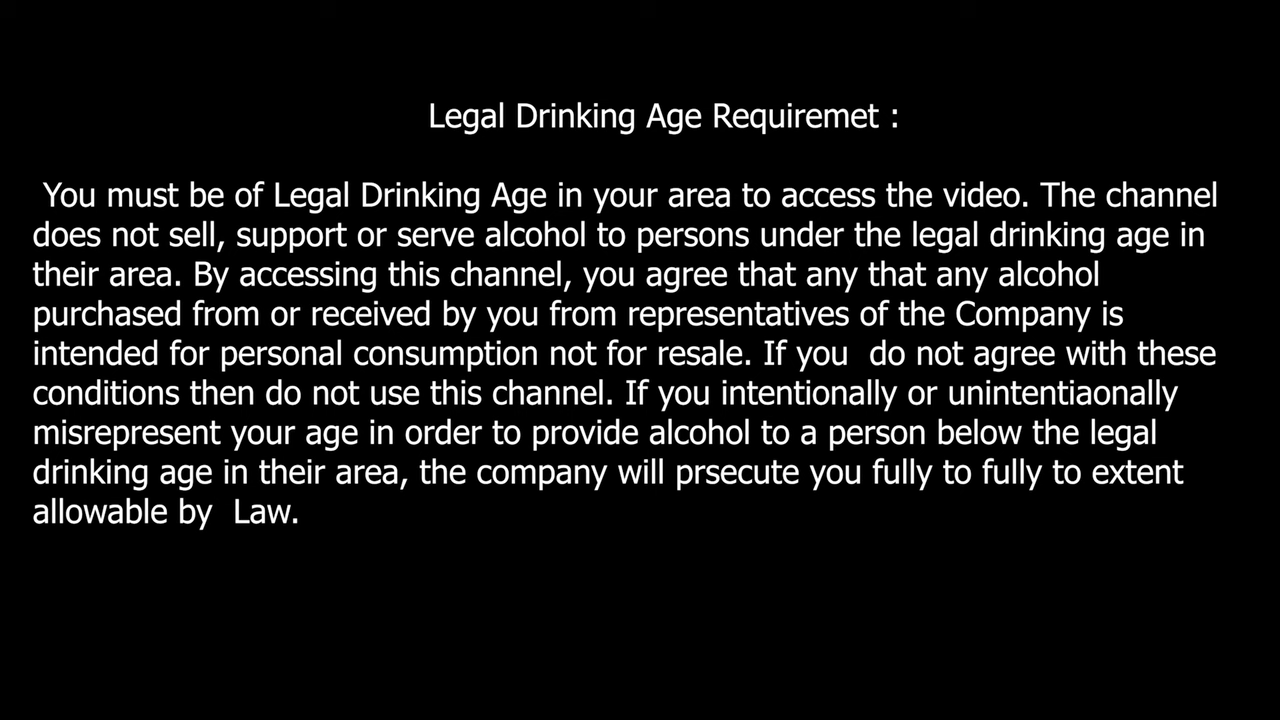 Legal Drinking Age Requiremet :
You must be of Legal Drinking Age in your area to access the video. The channel
does not sell, support or serve alcohol to persons under the legal drinking age in
their area. By accessing this channel, you agree that any that any alcohol
purchased from or received by you from representatives of the Company is
intended for personal consumption not for resale. If you  do not agree with these
conditions then do not use this channel. If you intentionally or unintentiaonally
misrepresent your age in order to provide alcohol to a person below the legal
drinking age in their area, the company will prsecute you fully to fully to extent
allowable by  Law.